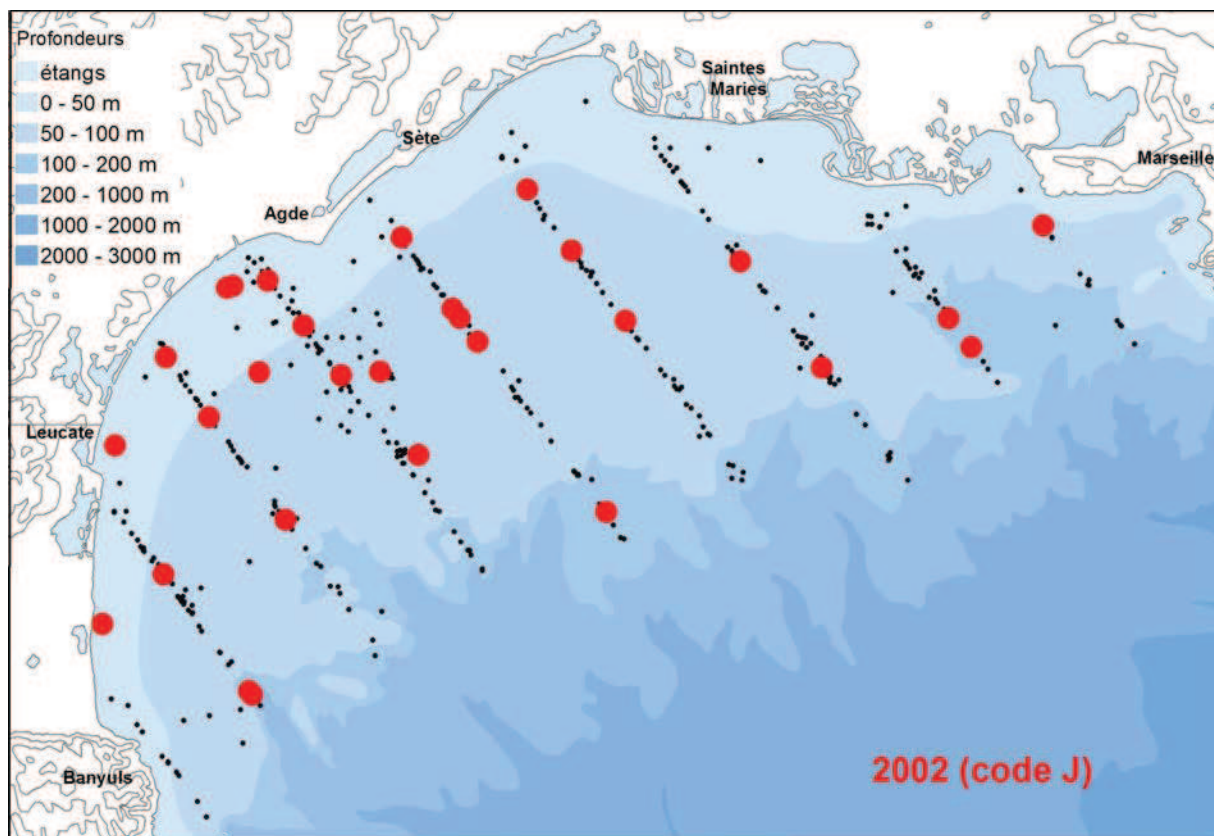 Profondeurs
étangs
0 - 50 m
50 - 100 m
100 - 200 m
200 - 1000 m
1000 - 2000 m
2000 - 3000 m
Saintes
Maries
Sète
Marseille
Agde
Leucate
Banyuls
2002 (code J)